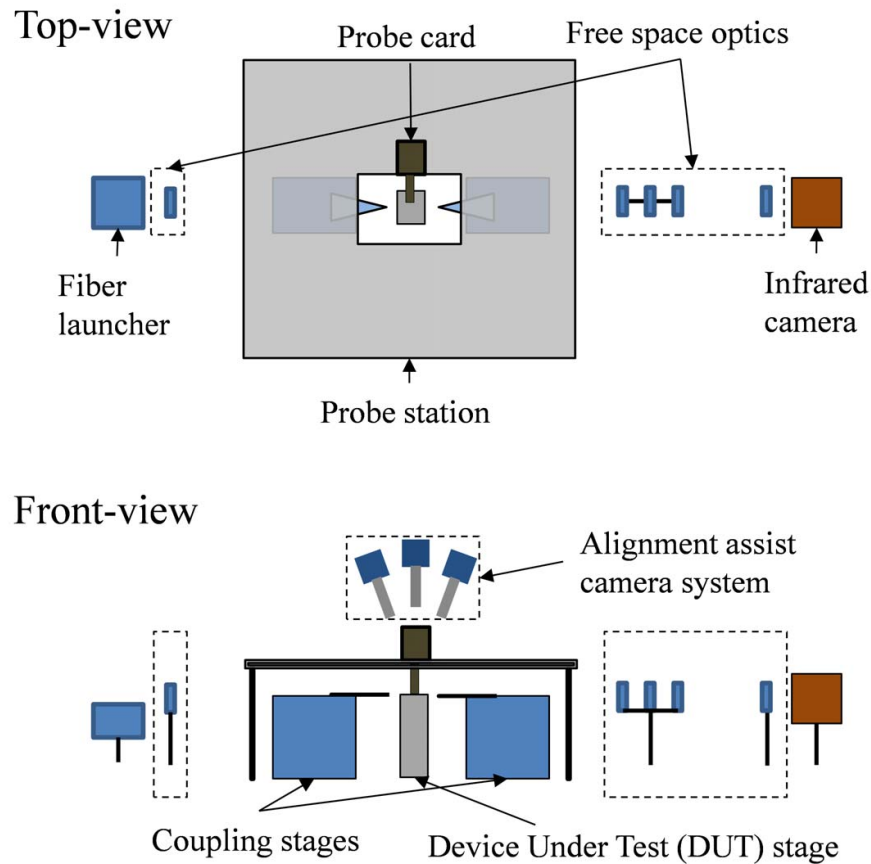 Top-view
Probe card
Free space optics
Fiber
launcher
Infrared
camera
Probe station
Front-view
Alignment assist
camera system
Coupling stages
Device Under Test (DUT) stage